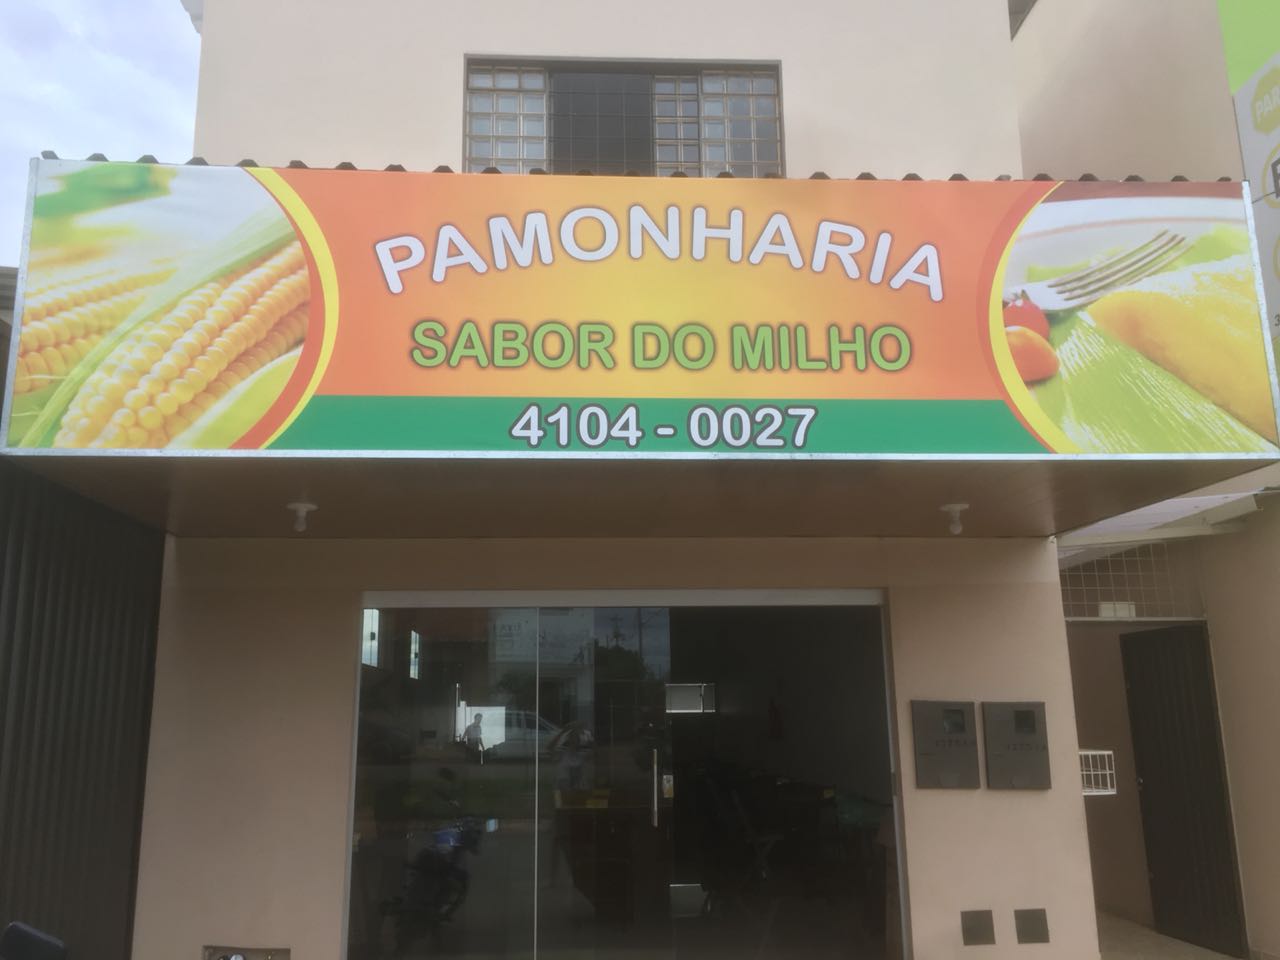 PAMONHARIA
SABOR DO MILHO
4104 - 0027